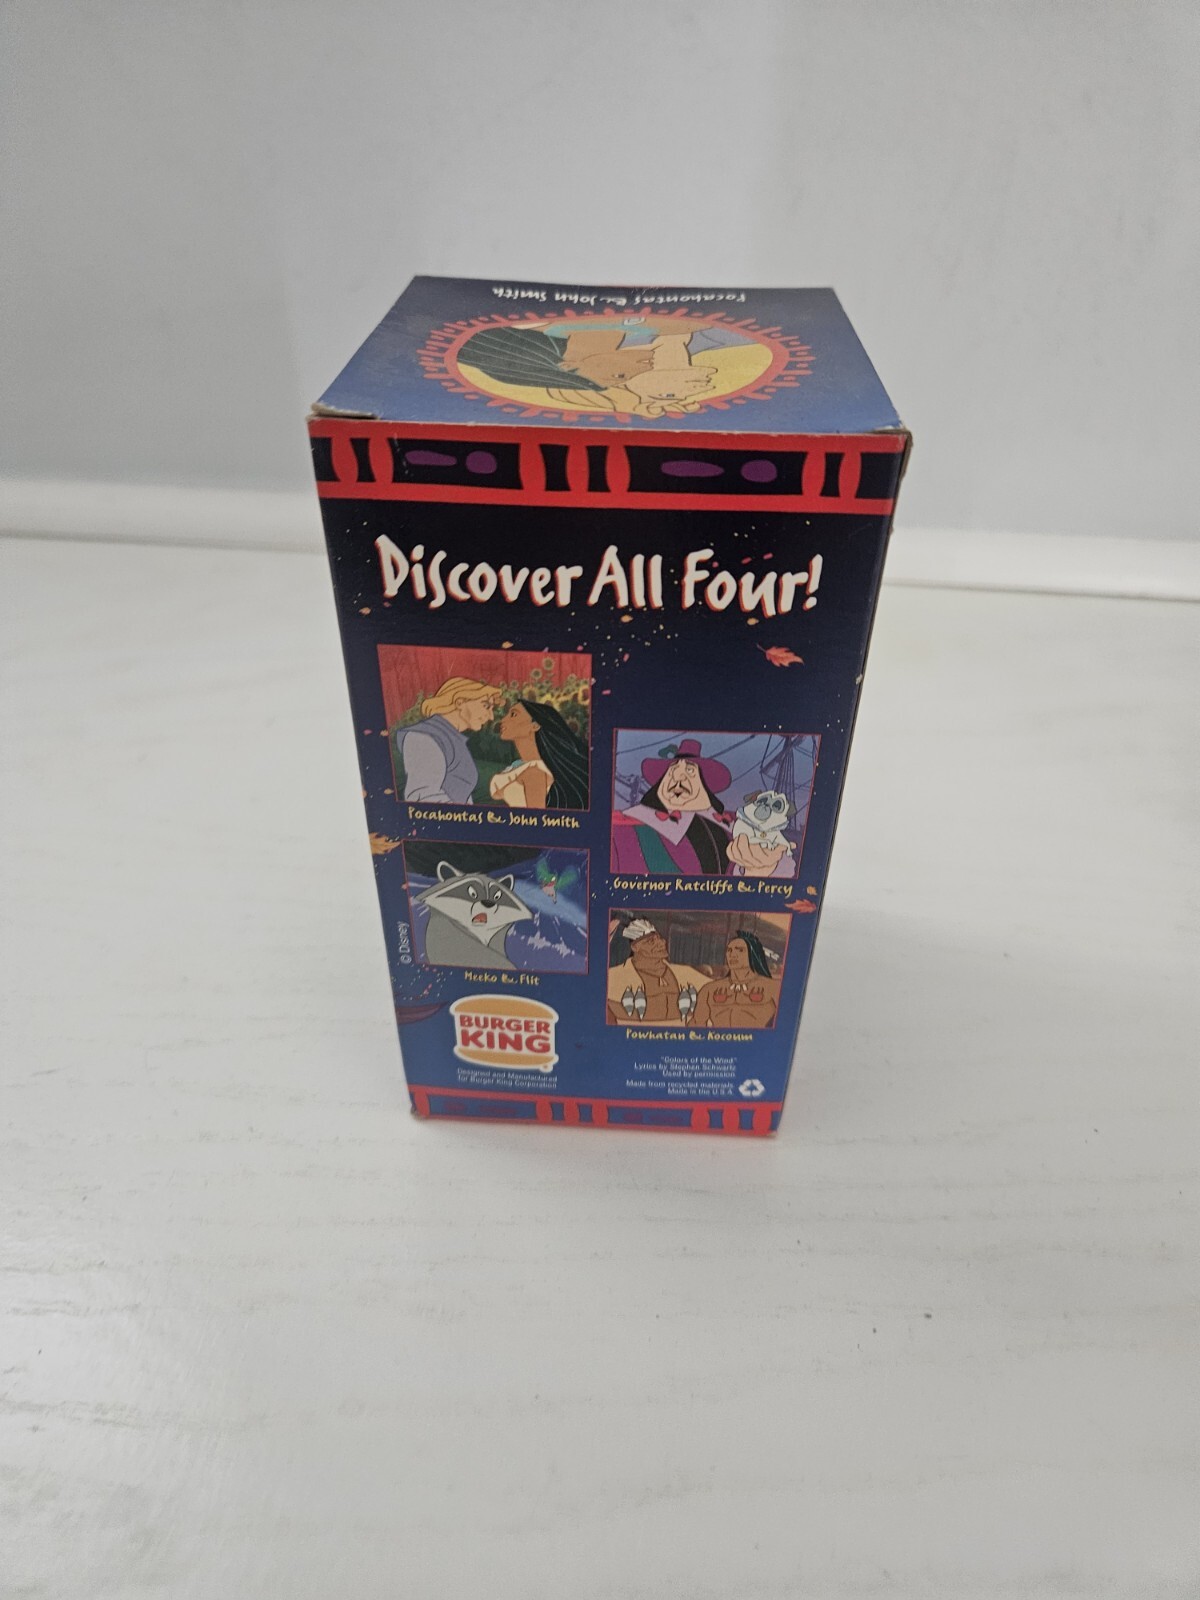 Pocahontas & John Smith
Discover All Four!
Pocahontas & John Smith
Governor Ratcliffe & Percy
Meeko & Flit
Powhatan & Kocoum
© Disney
BURGER
KING
Designed and Manufactured
for Burger King Corporation
"Colors of the Wind"
Lyrics by Stephen Schwartz
Used by permission
Made from recycled materials
Made in the U.S.A.